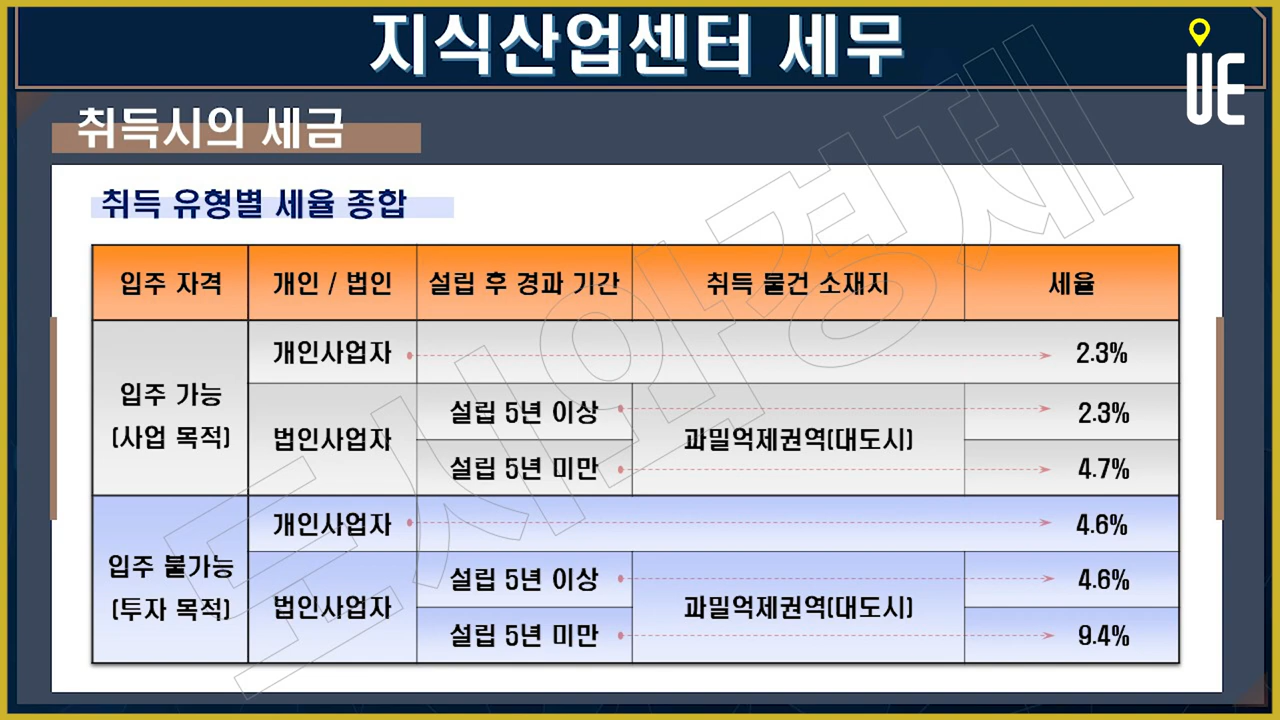 지식산업센터 세무
UE
취득시의 세금
취득 유형별 세율 종합
입주 자격 개인 / 법인 설립 후 경과 기간 취득 물건 소재지 세율
입주 가능
(사업 목적)
개인사업자 2.3%
법인사업자
설립 5년 이상
과밀억제권역(대도시)
2.3%
설립 5년 미만
4.7%
입주 불가능
(투자 목적)
개인사업자 4.6%
법인사업자
설립 5년 이상
과밀억제권역(대도시)
4.6%
설립 5년 미만
9.4%
도시와경제